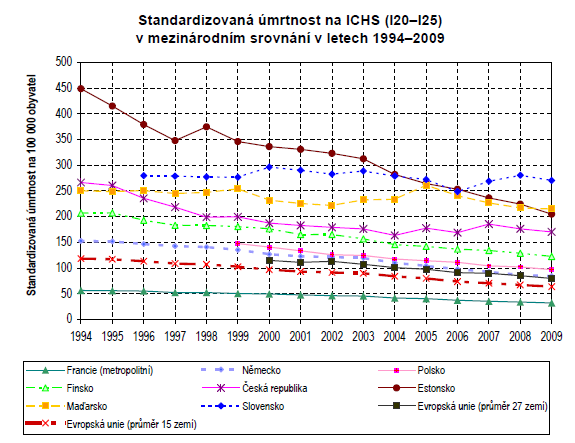 Standardizovaná úmrtnost na ICHS (I20–I25)
v mezinárodním srovnání v letech 1994–2009
Standardizovaná úmrtnost na 100 000 obyvatel
500
450
400
350
300
250
200
150
100
50
0
1994 1995 1996 1997 1998 1999 2000 2001 2002 2003 2004 2005 2006 2007 2008 2009
Francie (metropolitní) Německo Polsko
Finsko Česká republika Estonsko
Maďarsko Slovensko Evropská unie (průměr 27 zemí)
Evropská unie (průměr 15 zemí)